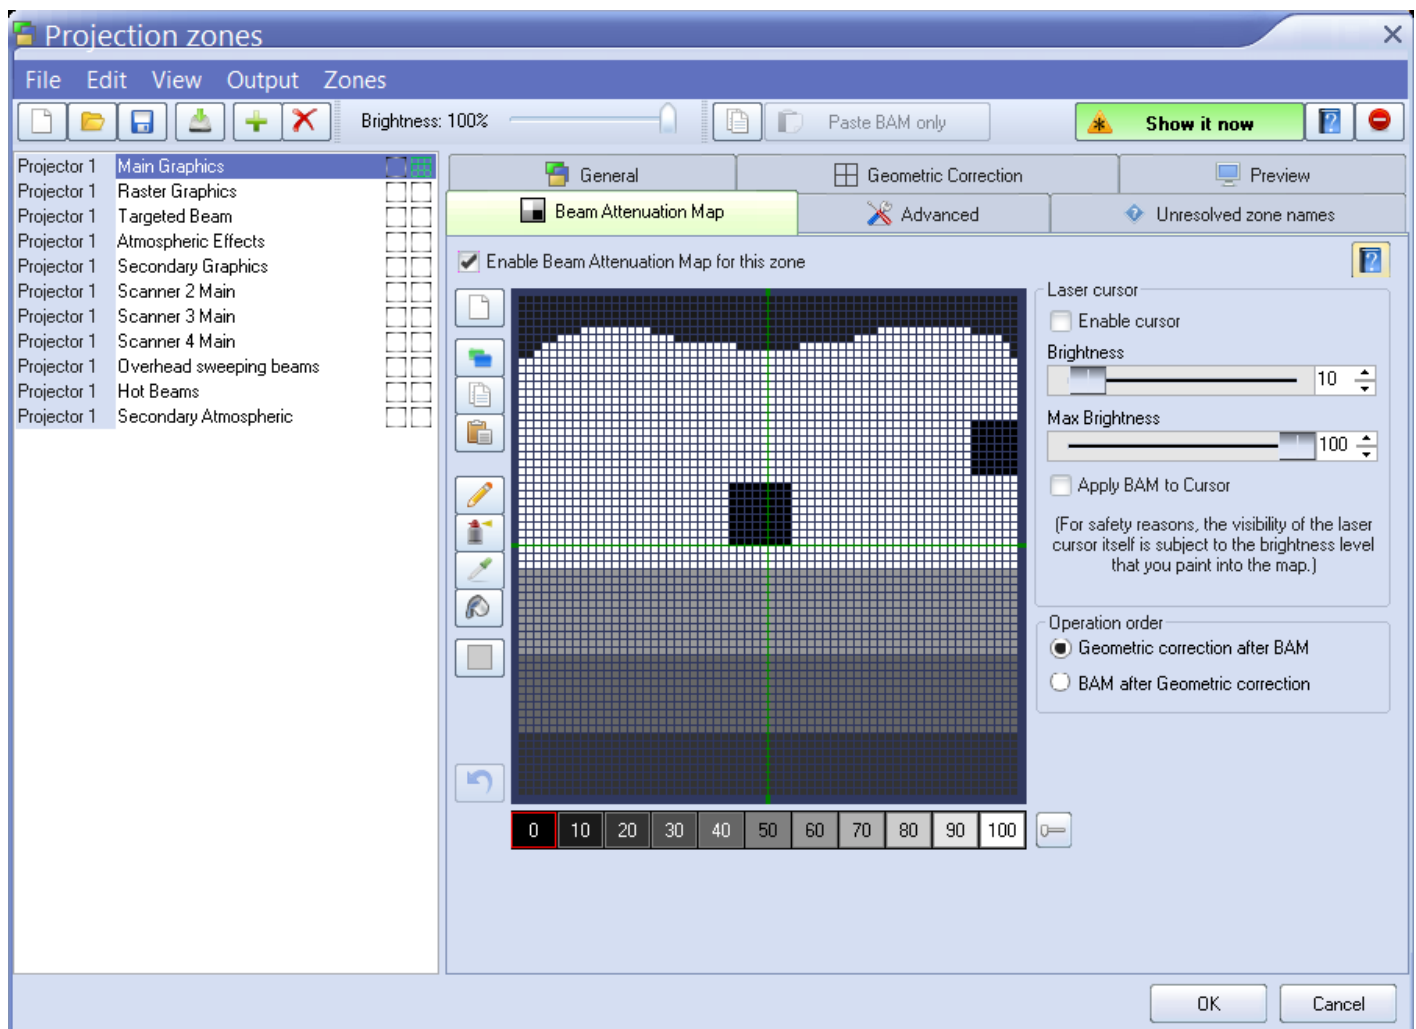 Projection zones
File Edit View Output Zones
Brightness: 100% Paste BAM only Show it now
Projector 1 Main Graphics
Projector 1 Raster Graphics
Projector 1 Targeted Beam
Projector 1 Atmospheric Effects
Projector 1 Secondary Graphics
Projector 1 Scanner 2 Main
Projector 1 Scanner 3 Main
Projector 1 Scanner 4 Main
Projector 1 Overhead sweeping beams
Projector 1 Hot Beams
Projector 1 Secondary Atmospheric
General Geometric Correction Preview
Beam Attenuation Map Advanced Unresolved zone names
Enable Beam Attenuation Map for this zone
Laser cursor
Enable cursor
Brightness
10
Max Brightness
100
Apply BAM to Cursor
(For safety reasons, the visibility of the laser
cursor itself is subject to the brightness level
that you paint into the map.)
Operation order
Geometric correction after BAM
BAM after Geometric correction
0 10 20 30 40 50 60 70 80 90 100
OK Cancel